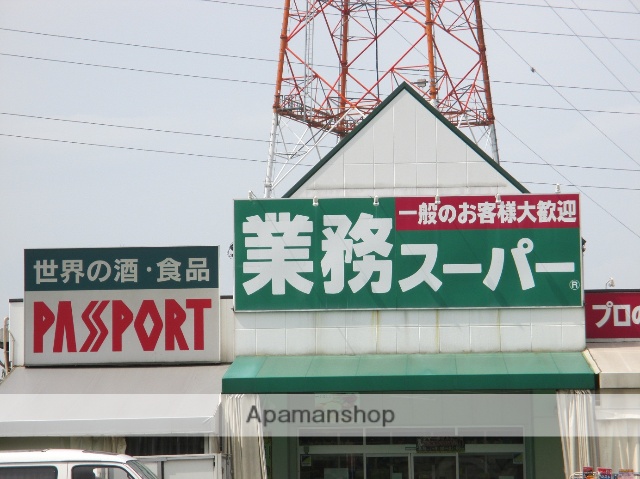 世界の酒・食品
PASSPORT
一般のお客様大歓迎
業務スーパー
®
プロの
Apamanshop